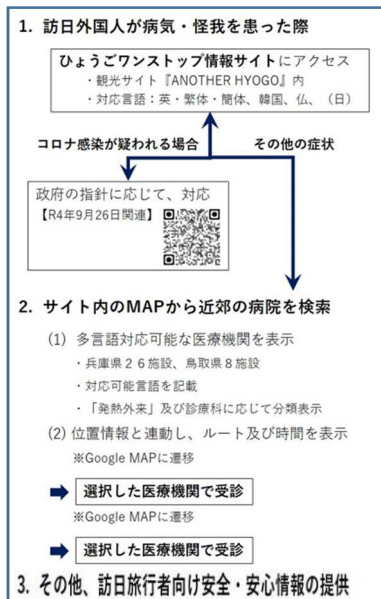 1. 訪日外国人が病気・怪我を患った際
ひょうごワンストップ情報サイトにアクセス
・観光サイト『ANOTHER HYOGO』内
・対応言語：英・繁体・簡体、韓国、仏、（日）
コロナ感染が疑われる場合
その他の症状
政府の指針に応じて、対応
【R4年9月26日関連】
2. サイト内のMAPから近郊の病院を検索
(1) 多言語対応可能な医療機関を表示
・兵庫県２６施設、鳥取県８施設
・対応可能言語を記載
・「発熱外来」及び診療科に応じて分類表示
(2) 位置情報と連動し、ルート及び時間を表示
※Google MAPに遷移
選択した医療機関で受診
※Google MAPに遷移
選択した医療機関で受診
3. その他、訪日旅行者向け安全・安心情報の提供